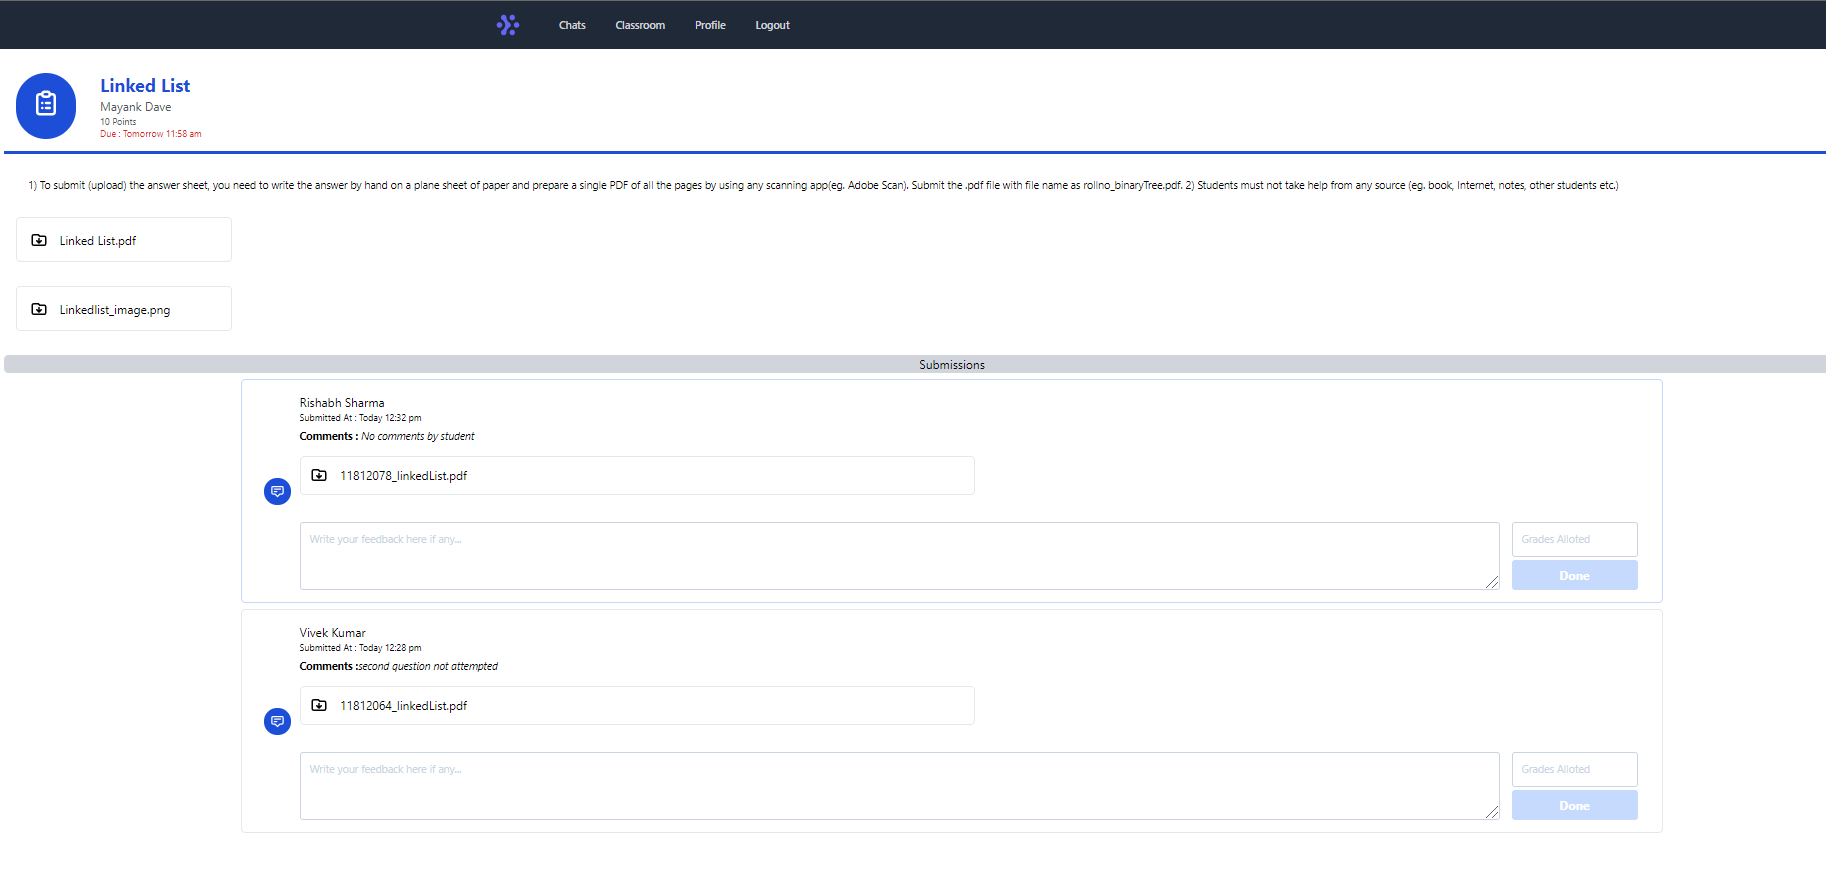 Chats Classroom Profile Logout
Linked List
Mayank Dave
10 Points
Due : Tomorrow 11:58 am
1) To submit (upload) the answer sheet, you need to write the answer by hand on a plane sheet of paper and prepare a single PDF of all the pages by using any scanning app(eg. Adobe Scan). Submit the .pdf file with file name as rollno_binaryTree.pdf. 2) Students must not take help from any source (eg. book, Internet, notes, other students etc.)
Linked List.pdf
Linkedlist_image.png
Submissions
Rishabh Sharma
Submitted At : Today 12:32 pm
Comments : No comments by student
11812078_linkedList.pdf
Write your feedback here if any...
Grades Alloted
Done
Vivek Kumar
Submitted At : Today 12:28 pm
Comments :second question not attempted
11812064_linkedList.pdf
Write your feedback here if any...
Grades Alloted
Done